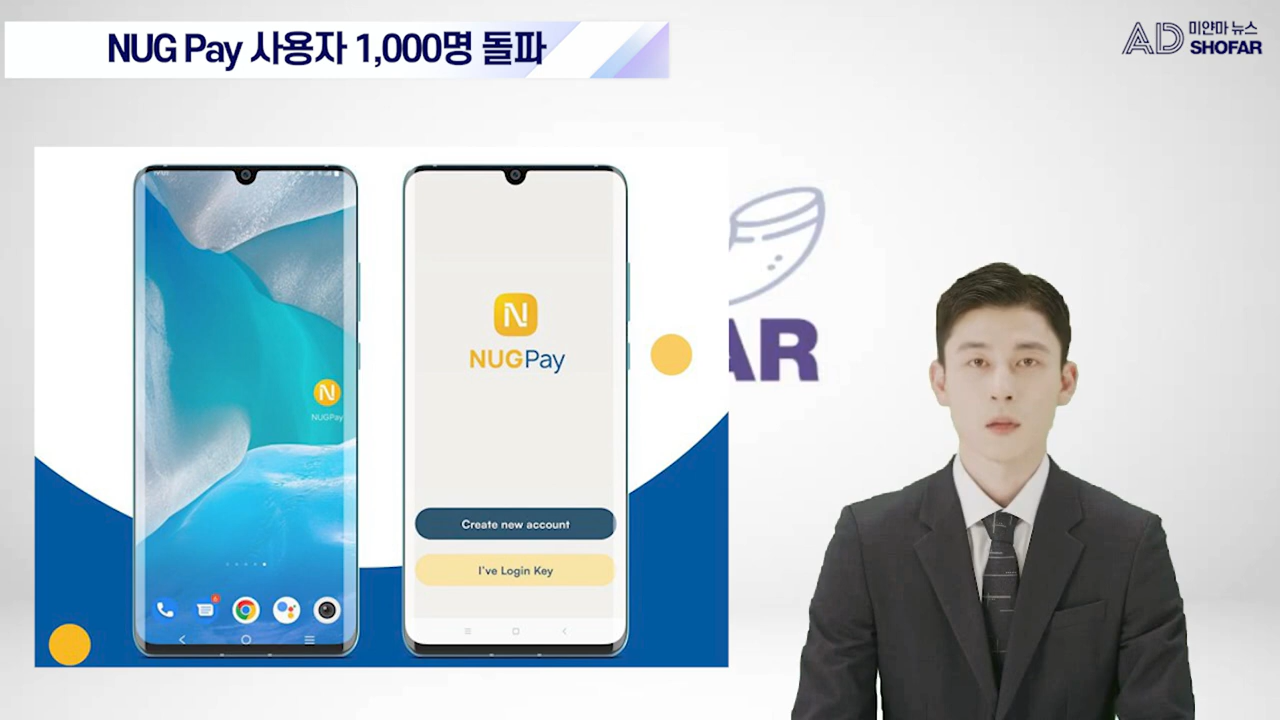 NUG Pay 사용자 1,000명 돌파
AD 미얀마 뉴스
SHOFAR
NUGPay
AR
N
NUGPay
Create new account
I've Login Key